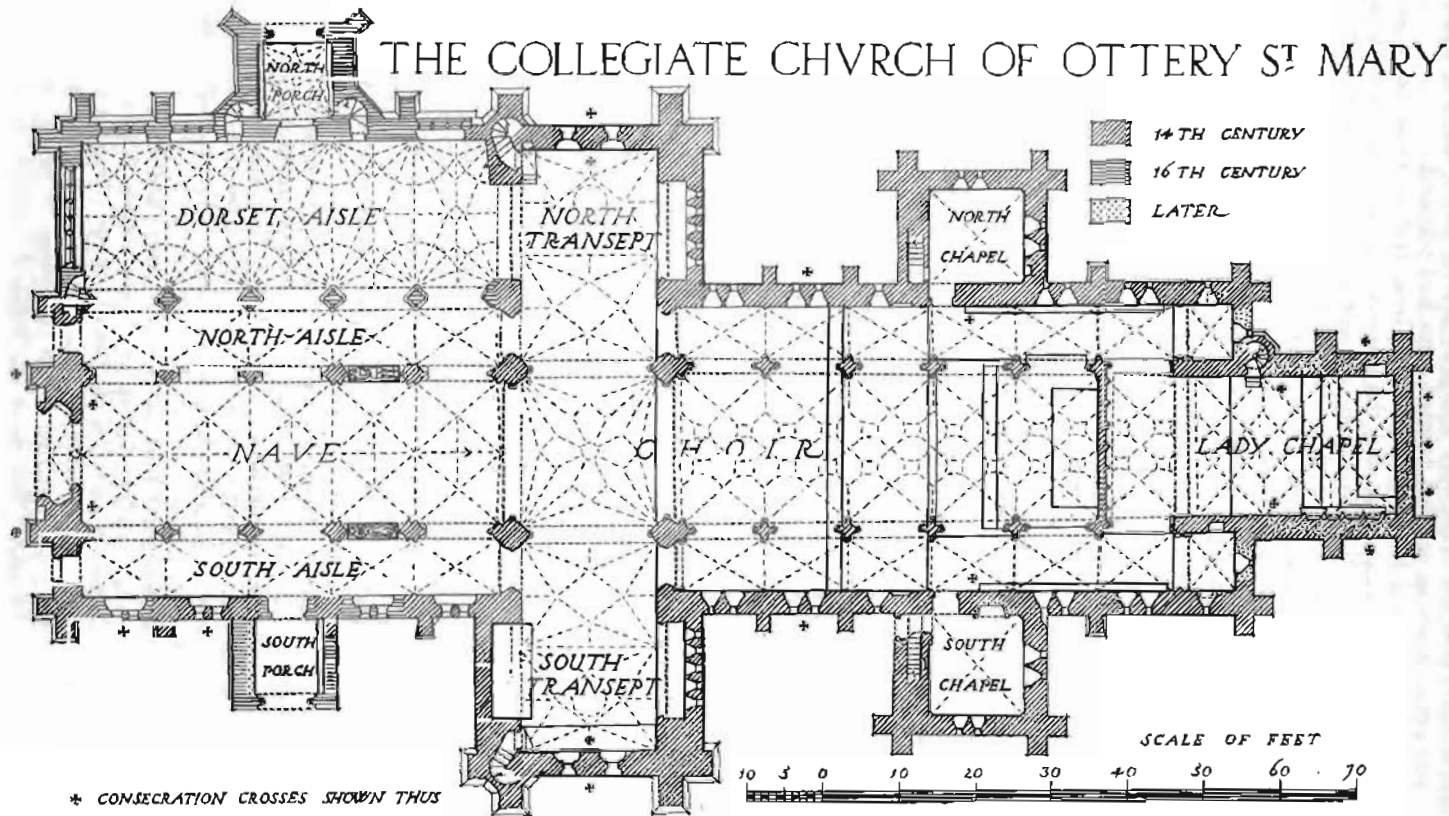 THE COLLEGIATE CHVRCH OF OTTERY Sᵀ MARY
14TH CENTURY
16TH CENTURY
LATER
NORTH
PORCH
DORSET AISLE
NORTH
TRANSEPT
NORTH
CHAPEL
NORTH AISLE
NAVE
CHOIR
LADY CHAPEL
SOUTH AISLE
SOUTH
PORCH
SOUTH
TRANSEPT
SOUTH
CHAPEL
SCALE OF FEET
10 5 0 10 20 30 40 50 60 70
✠ CONSECRATION CROSSES SHOWN THUS